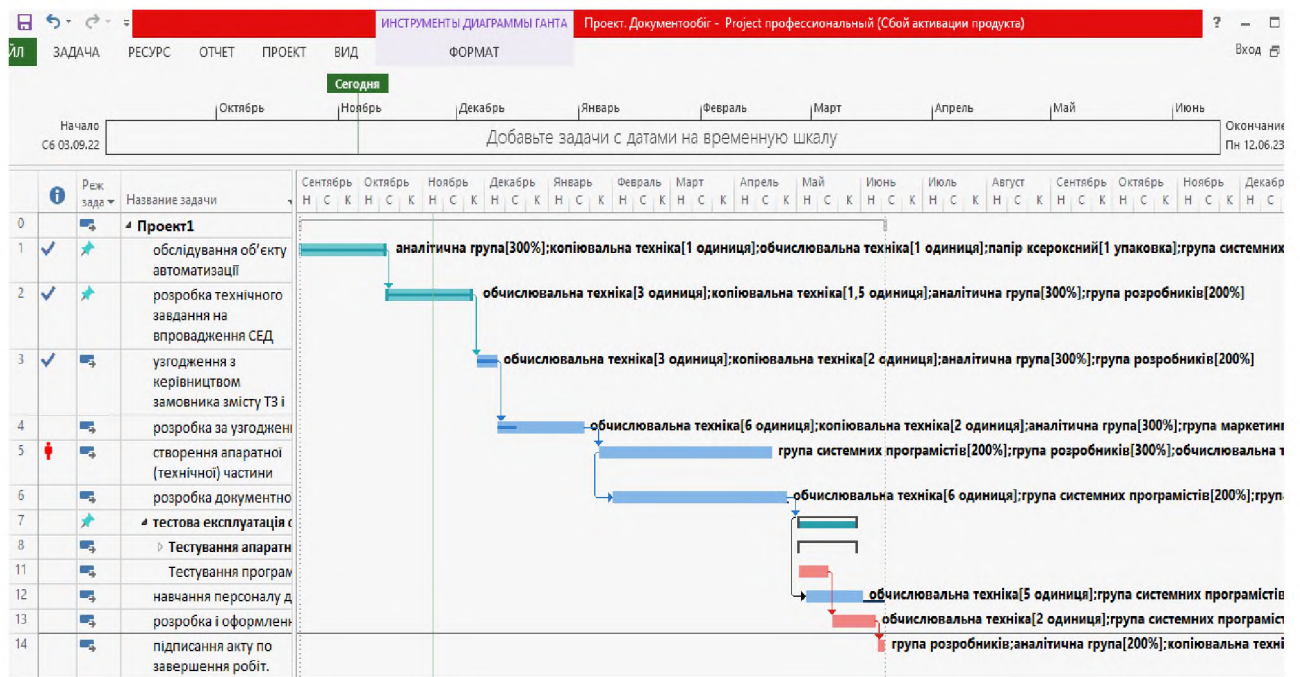 ИНСТРУМЕНТЫ ДИАГРАММЫ ГАНТА
Проект. Документообіг - Project профессиональный (Сбой активации продукта)
?
ЙЛ ЗАДАЧА РЕСУРС ОТЧЕТ ПРОЕКТ ВИД ФОРМАТ Вход
Сегодня
Октябрь Ноябрь Декабрь Январь Февраль Март Апрель Май Июнь
Начало
Сб 03.09.22
Добавьте задачи с датами на временную шкалу
Окончание
Пн 12.06.23
Реж
зада
Название задачи
Сентябрь Октябрь Ноябрь Декабрь Январь Февраль Март Апрель Май Июнь Июль Август Сентябрь Октябрь Ноябрь Декабр
Н С К Н С К Н С К Н С К Н С К Н С К Н С К Н С К Н С К Н С К Н С К Н С К Н С К Н С К Н С К Н С
0 Проект1
1 обслідування об’єкту
автоматизації
аналітична група[300%];копіювальна техніка[1 одиниця];обчислювальна техніка[1 одиниця];папір ксероксний[1 упаковка];група системних
2 розробка технічного
завдання на
впровадження СЕД
обчислювальна техніка[3 одиниця];копіювальна техніка[1,5 одиниця];аналітична група[300%];група розробників[200%]
3 узгодження з
керівництвом
замовника змісту ТЗ і
обчислювальна техніка[3 одиниця];копіювальна техніка[2 одиниця];аналітична група[300%];група розробників[200%]
4 розробка за узгоджен
обчислювальна техніка[6 одиниця];копіювальна техніка[2 одиниця];аналітична група[300%];група маркетин
5 створення апаратної
(технічної) частини
група системних програмістів[200%];група розробників[300%];обчислювальна т
6 розробка документно
обчислювальна техніка[6 одиниця];група системних програмістів[200%];груп
7 тестова експлуатація с
8 Тестування апаратн
11 Тестування програм
12 навчання персоналу д
обчислювальна техніка[5 одиниця];група системних програмістів
13 розробка і оформлен
обчислювальна техніка[2 одиниця];група системних програміст
14 підписання акту по
завершення робіт.
група розробників;аналітична група[200%];копіювальна техні